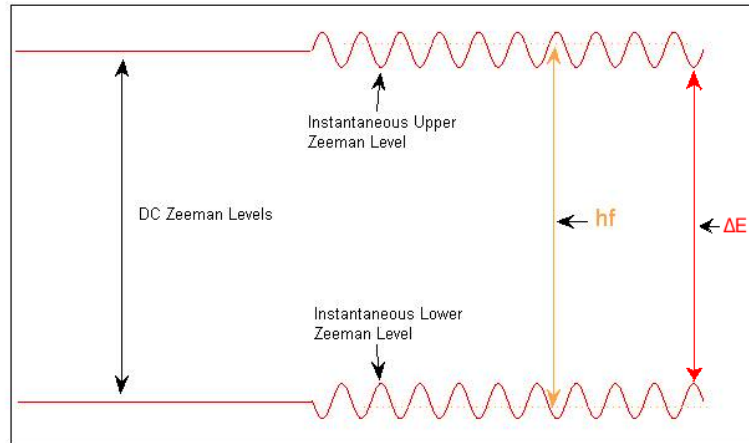 Instantaneous Upper
Zeeman Level
DC Zeeman Levels
hf
ΔE
Instantaneous Lower
Zeeman Level